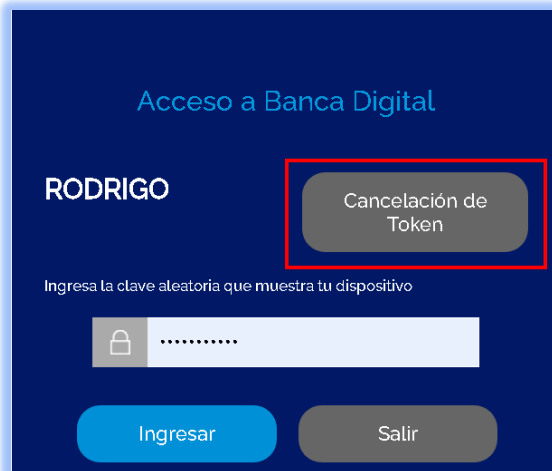 Acceso a Banca Digital
RODRIGO
Cancelación de
Token
Ingresa la clave aleatoria que muestra tu dispositivo
•••••••••••
Ingresar
Salir